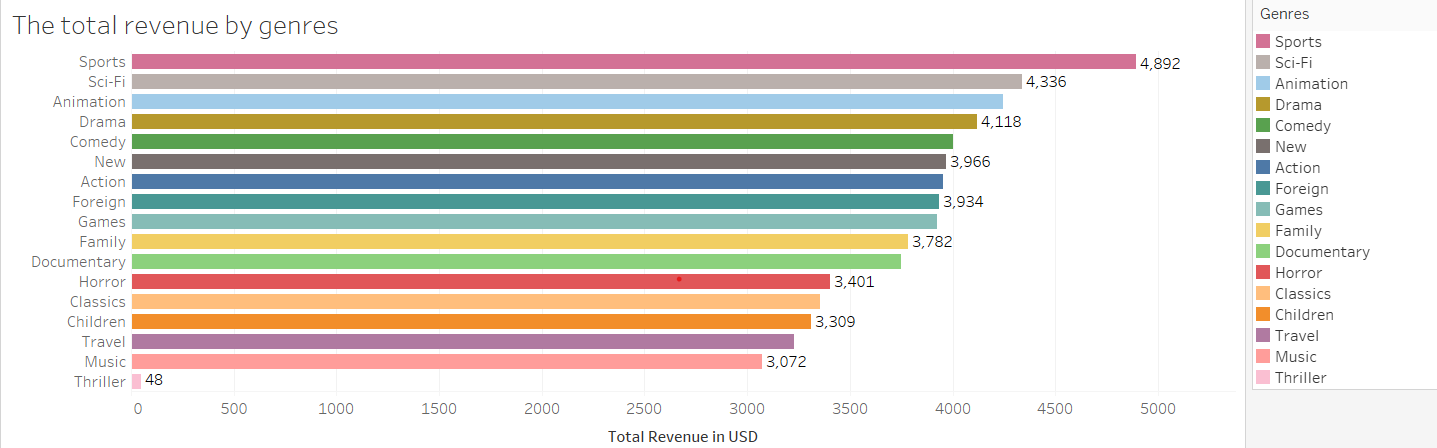 The total revenue by genres
Sports 4,892
Sci-Fi 4,336
Animation
Drama 4,118
Comedy
New 3,966
Action
Foreign 3,934
Games
Family 3,782
Documentary
Horror 3,401
Classics
Children 3,309
Travel
Music 3,072
Thriller 48
0 500 1000 1500 2000 2500 3000 3500 4000 4500 5000
Total Revenue in USD
Genres
Sports
Sci-Fi
Animation
Drama
Comedy
New
Action
Foreign
Games
Family
Documentary
Horror
Classics
Children
Travel
Music
Thriller